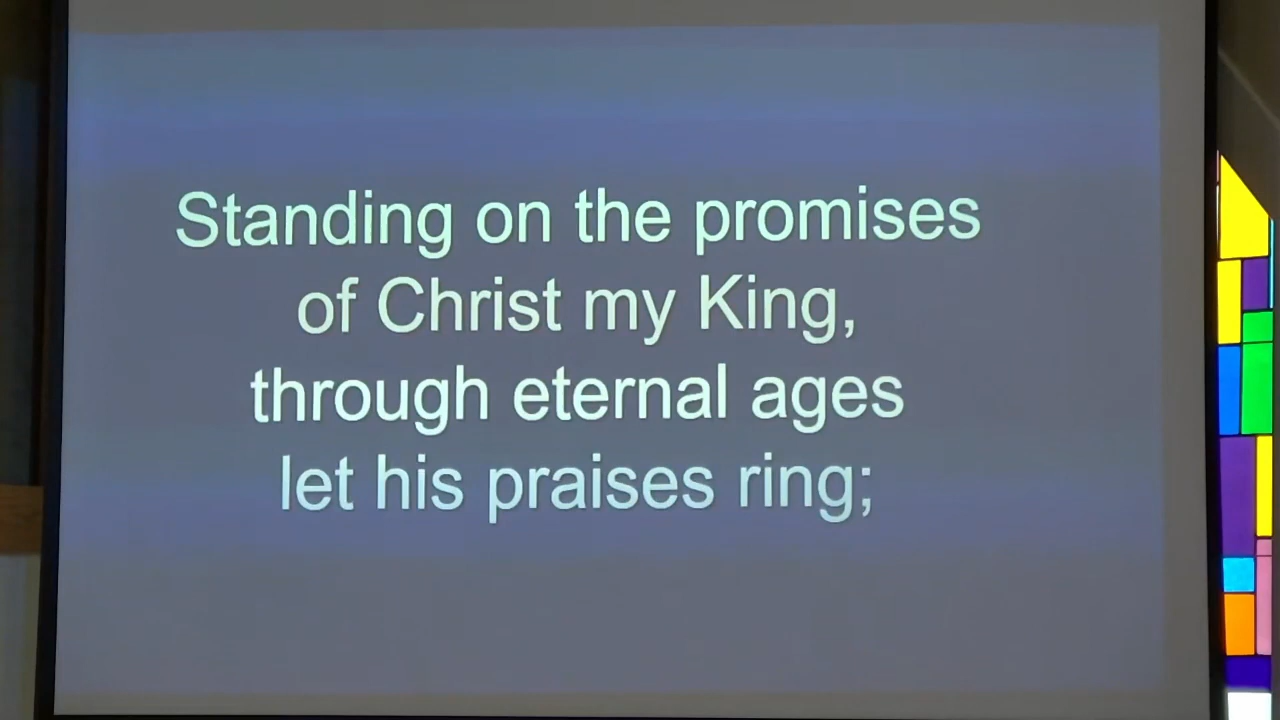 Standing on the promises
of Christ my King,
through eternal ages
let his praises ring;